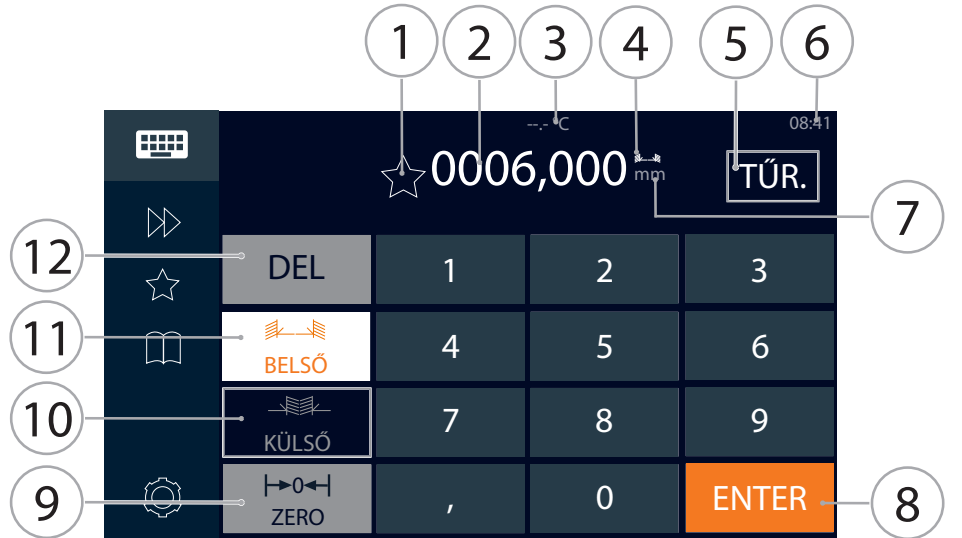 1 2 3 4 5 6
--.- °C 08:41
0006,000 mm TŰR.
7
12 DEL 1 2 3
11 BELSŐ 4 5 6
10 KÜLSŐ 7 8 9
0
9 ZERO , 0 ENTER 8